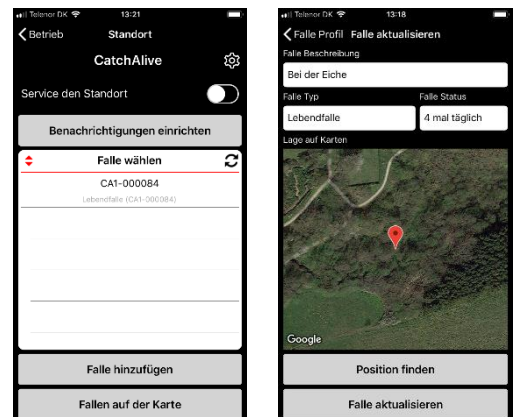 Telenor DK 13:21
Betrieb Standort
CatchAlive
Service den Standort
Benachrichtigungen einrichten
Falle wählen
CA1-000084
Lebendfalle (CA1-000084)
Falle hinzufügen
Fallen auf der Karte
Telenor DK 13:18
Falle Profil Falle aktualisieren
Falle Beschreibung
Bei der Eiche
Falle Typ Falle Status
Lebendfalle 4 mal täglich
Lage auf Karten
Google
Position finden
Falle aktualisieren